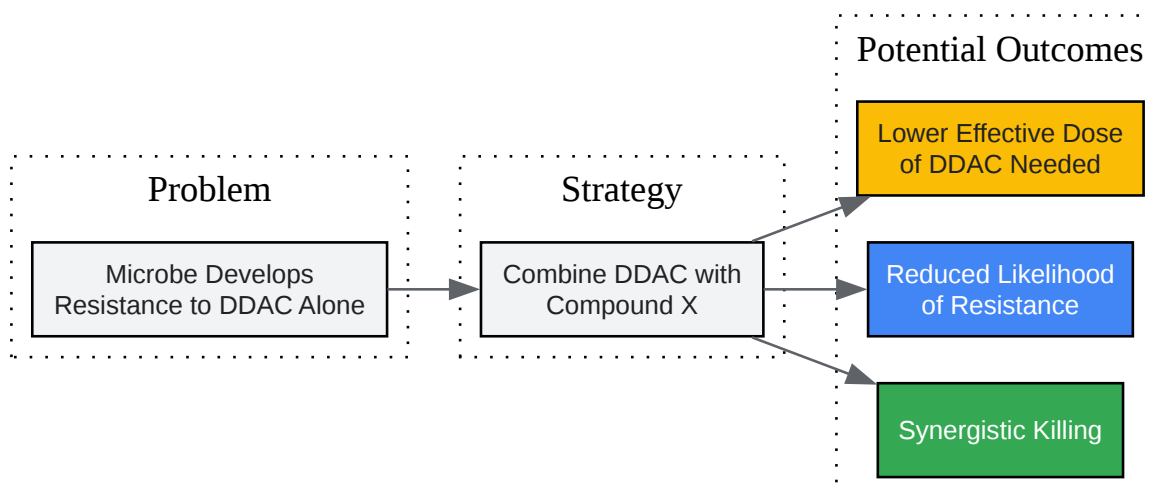 Problem
Microbe Develops
Resistance to DDAC Alone
Strategy
Combine DDAC with
Compound X
Potential Outcomes
Lower Effective Dose
of DDAC Needed
Reduced Likelihood
of Resistance
Synergistic Killing